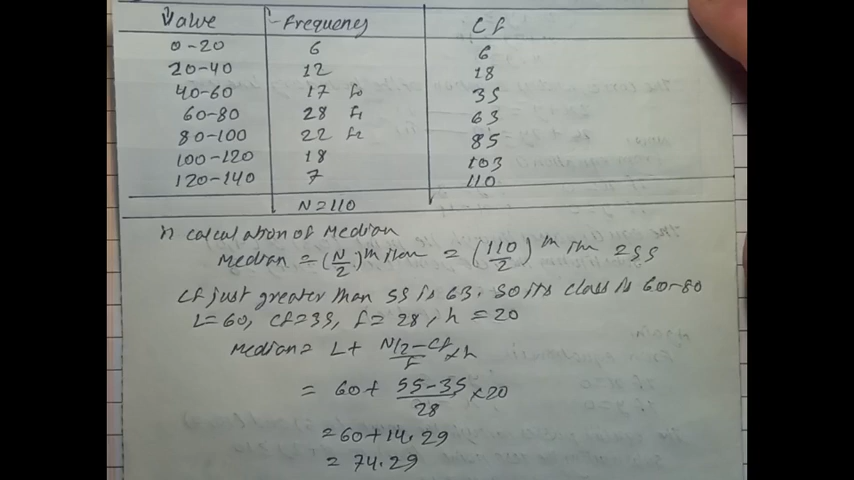 Value Frequency Cf
0-20 6 6
20-40 12 18
40-60 17 f0 35
60-80 28 f1 63
80-100 22 f2 85
100-120 18 103
120-140 7 110
N=110
calculation of Median
Median = (N/2)th item = (110/2)th item = 55
Cf just greater than 55 is 63. So its class is 60-80
L=60, Cf=35, f=28, h=20
Median = L+ N/2-Cf/f ×h
= 60+ 55-35/28 ×20
=60+14.29
=74.29